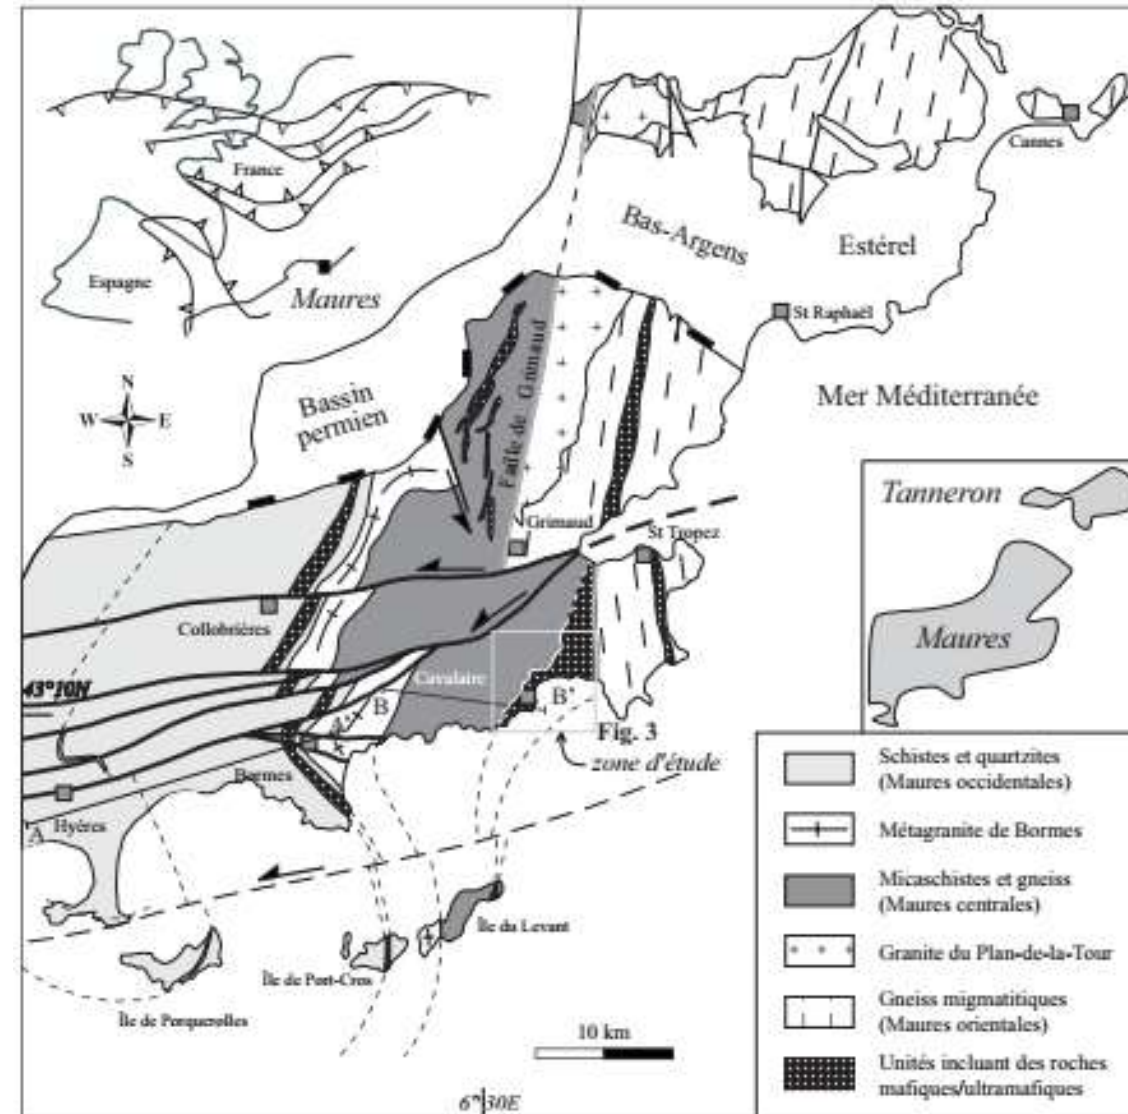 France
Espagne
Maures
N
W
E
S
Cannes
Bas-Argens
Estérel
St Raphaël
Mer Méditerranée
Bassin
permien
Faille de Grimaud
Grimaud
St Tropez
Collobrières
43°10N
Cavalaire
B
B'
A'
Fig. 3
zone d'étude
Bormes
A
Hyéres
Île du Levant
Île de Port-Cros
Île de Porquerolles
10 km
6°30E
Tanneron
Maures
Schistes et quartzites
(Maures occidentales)
Métagranite de Bormes
Micaschistes et gneiss
(Maures centrales)
Granite du Plan-de-la-Tour
Gneiss migmatitiques
(Maures orientales)
Unités incluant des roches
mafiques/ultramafiques